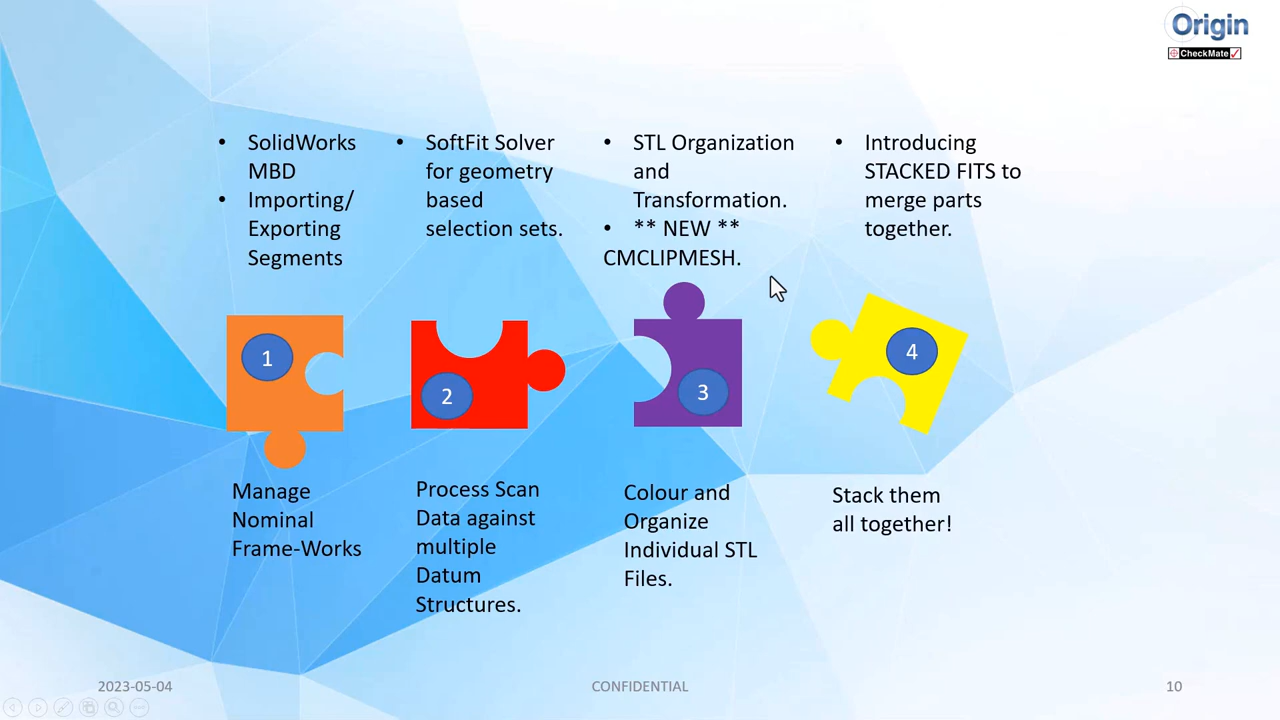 Origin
CheckMate
• SolidWorks
MBD
• Importing/
Exporting
Segments
• SoftFit Solver
for geometry
based
selection sets.
• STL Organization
and
Transformation.
• ** NEW **
CMCLIPMESH.
• Introducing
STACKED FITS to
merge parts
together.
1
2
3
4
Manage
Nominal
Frame-Works
Process Scan
Data against
multiple
Datum
Structures.
Colour and
Organize
Individual STL
Files.
Stack them
all together!
2023-05-04
CONFIDENTIAL
10